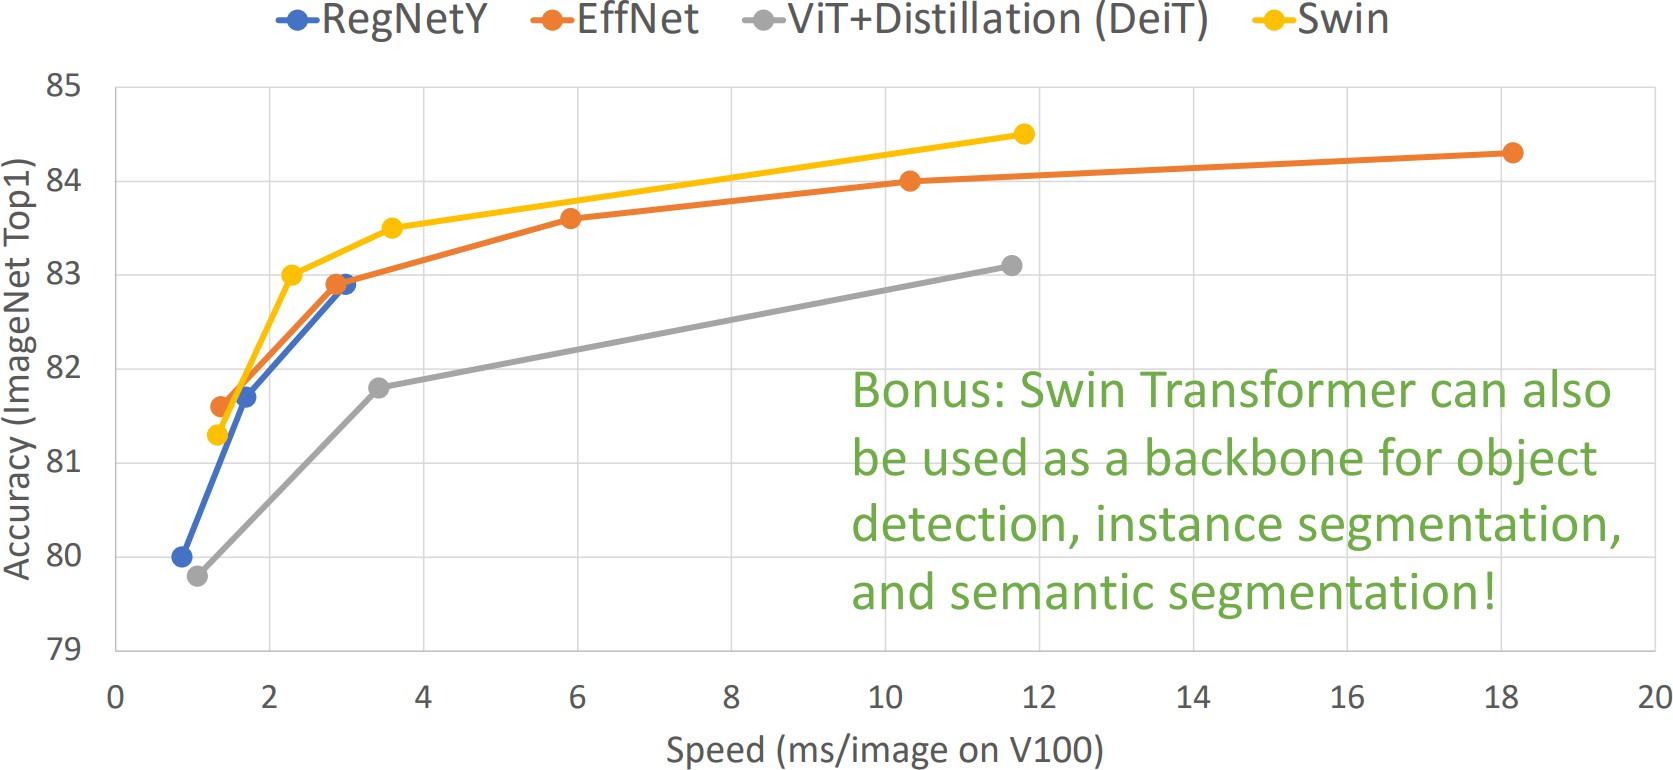 RegNetY EffNet ViT+Distillation (DeiT) Swin
85
84
83
82
81
80
79
Accuracy (ImageNet Top1)
Bonus: Swin Transformer can also
be used as a backbone for object
detection, instance segmentation,
and semantic segmentation!
0 2 4 6 8 10 12 14 16 18 20
Speed (ms/image on V100)